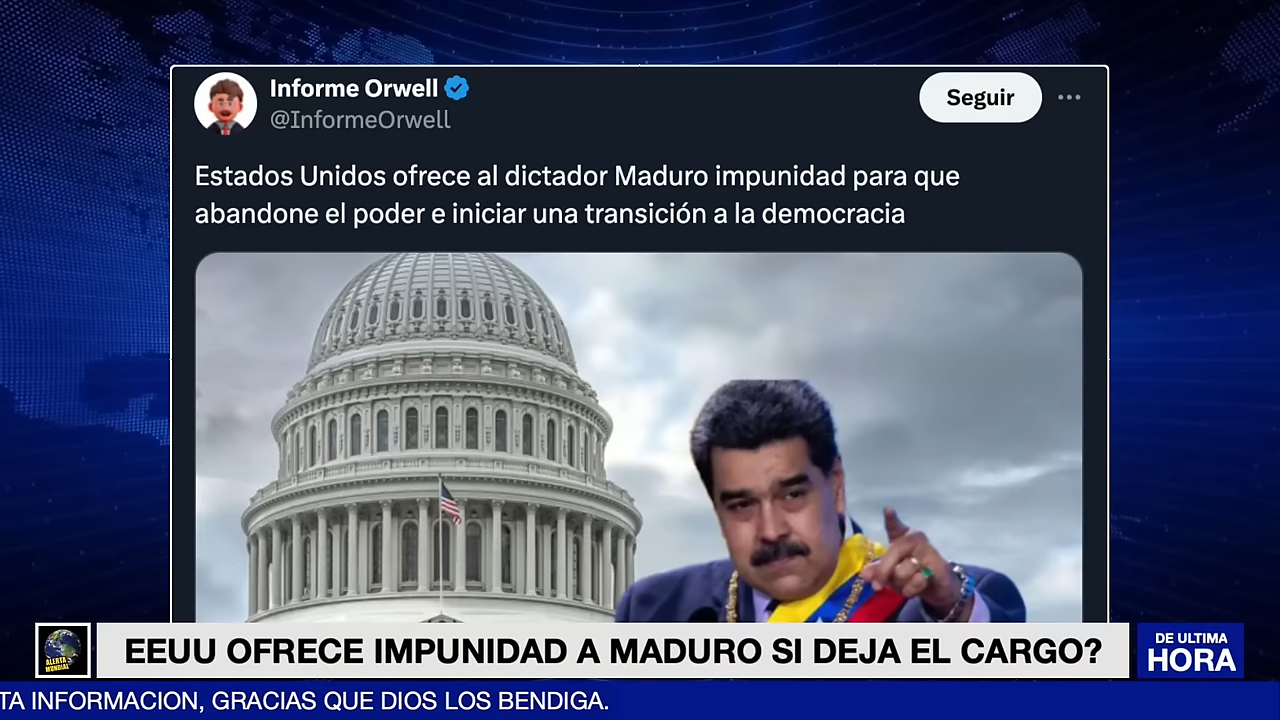 Informe Orwell
@InformeOrwell
Seguir
Estados Unidos ofrece al dictador Maduro impunidad para que
abandone el poder e iniciar una transición a la democracia
ALERTA
MUNDIAL
EEUU OFRECE IMPUNIDAD A MADURO SI DEJA EL CARGO?
DE ULTIMA
HORA
TA INFORMACION, GRACIAS QUE DIOS LOS BENDIGA.